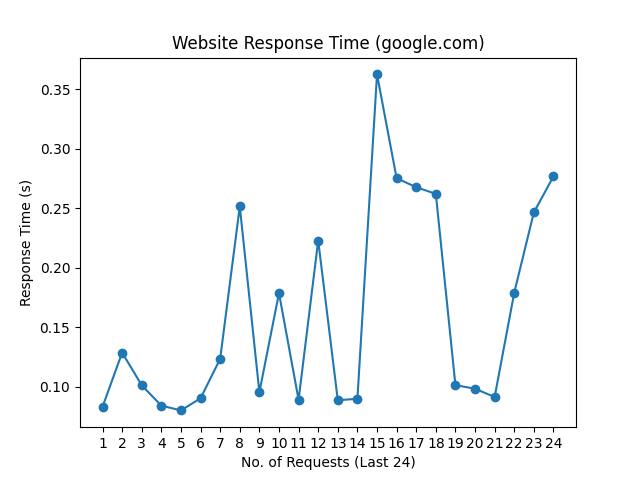 Website Response Time (google.com)
0.35
0.30
0.25
0.20
0.15
0.10
Response Time (s)
1 2 3 4 5 6 7 8 9 10 11 12 13 14 15 16 17 18 19 20 21 22 23 24
No. of Requests (Last 24)